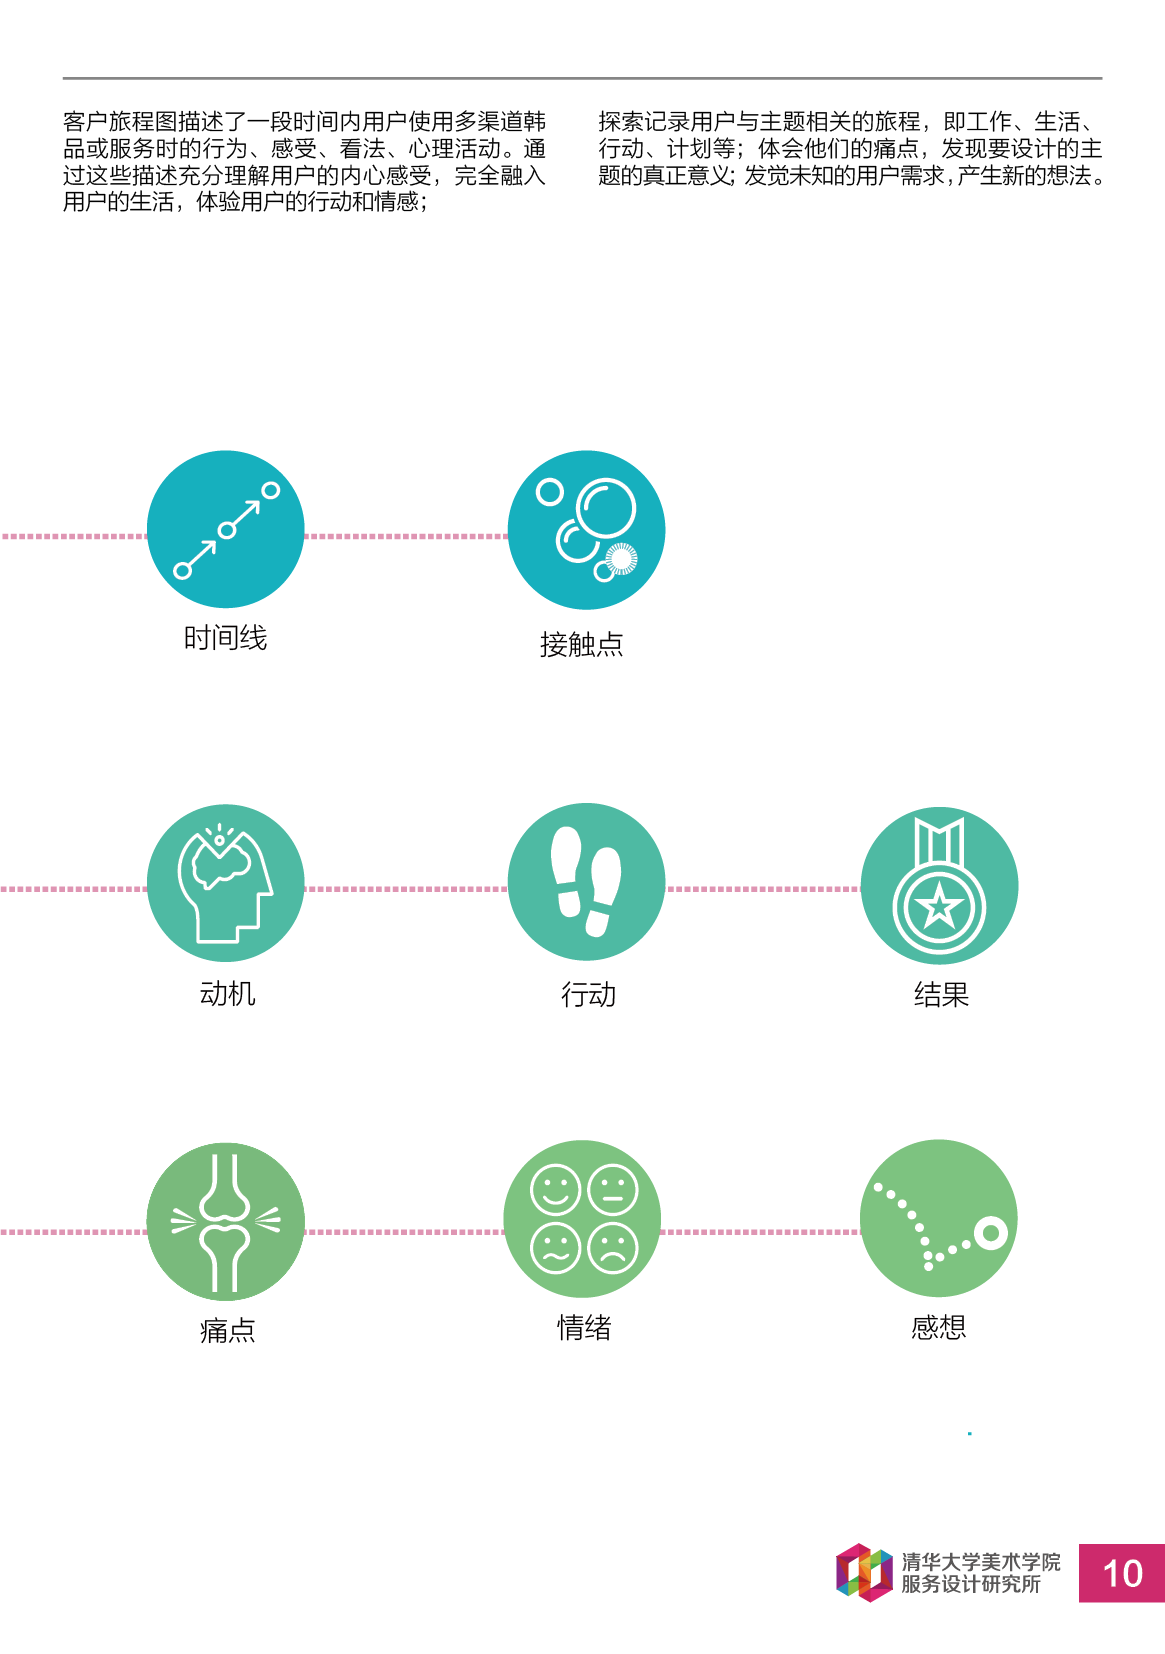 客户旅程图描述了一段时间内用户使用多渠道韩
品或服务时的行为、感受、看法、心理活动。通
过这些描述充分理解用户的内心感受，完全融入
用户的生活，体验用户的行动和情感；
探索记录用户与主题相关的旅程，即工作、生活、
行动、计划等；体会他们的痛点，发现要设计的主
题的真正意义；发觉未知的用户需求，产生新的想法。
时间线
接触点
动机
行动
结果
痛点
情绪
感想
清华大学美术学院
服务设计研究所
10